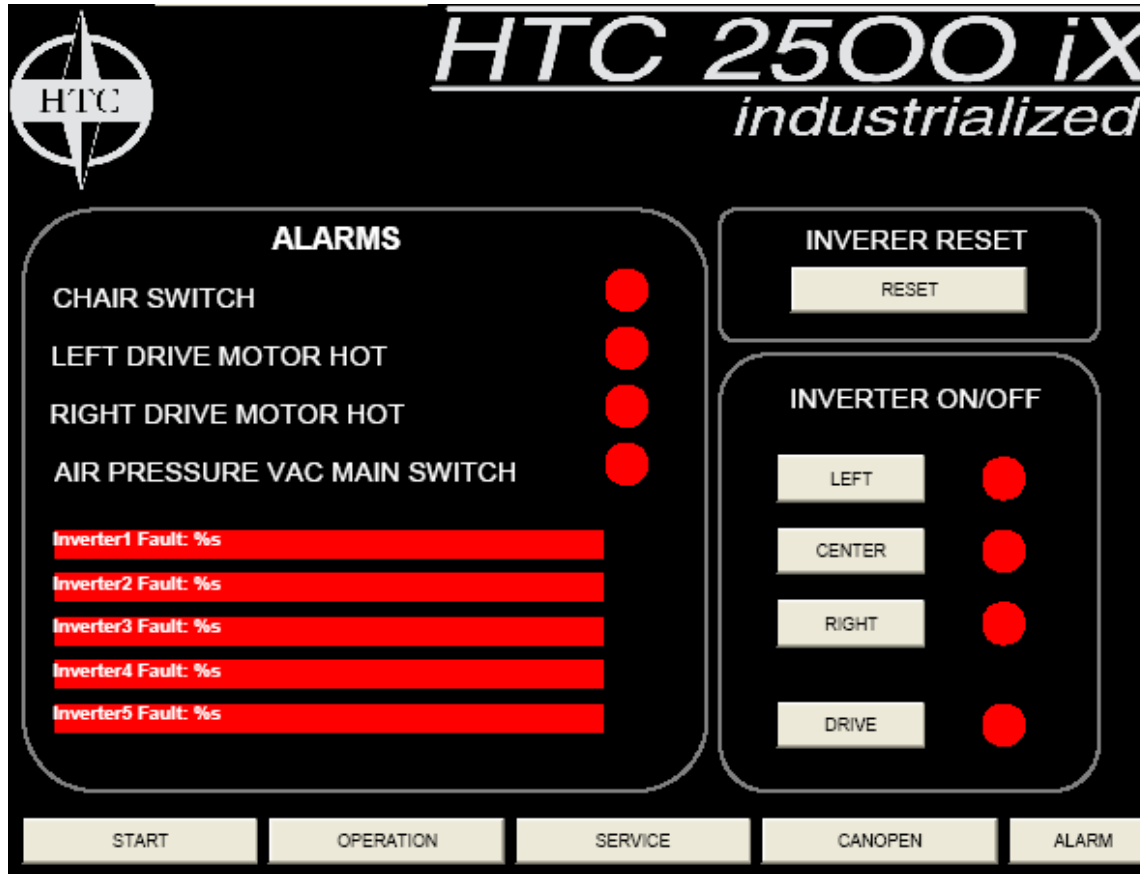 HTC
HTC 2500 iX
industrialized
ALARMS
CHAIR SWITCH
LEFT DRIVE MOTOR HOT
RIGHT DRIVE MOTOR HOT
AIR PRESSURE VAC MAIN SWITCH
Inverter1 Fault: %s
Inverter2 Fault: %s
Inverter3 Fault: %s
Inverter4 Fault: %s
Inverter5 Fault: %s
INVERER RESET
RESET
INVERTER ON/OFF
LEFT
CENTER
RIGHT
DRIVE
START OPERATION SERVICE CANOPEN ALARM